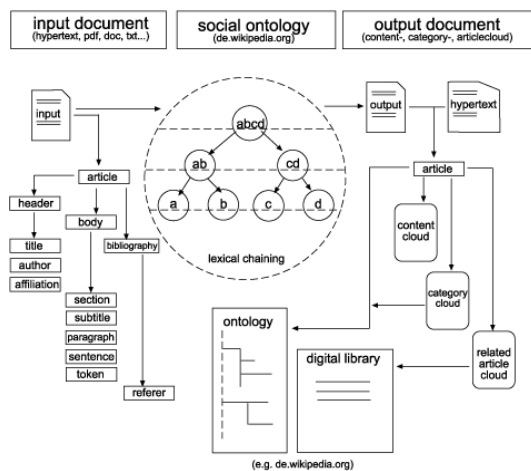 input document
(hypertext, pdf, doc, txt...)
social ontology
(de.wikipedia.org)
output document
(content-, category-, articlecloud)
input
abcd
output
hypertext
ab
cd
article
article
a
b
c
d
header
body
content
cloud
title
bibliography
author
lexical chaining
affiliation
category
cloud
section
subtitle
paragraph
sentence
token
referer
ontology
digital library
related
article
cloud
(e.g. de.wikipedia.org)